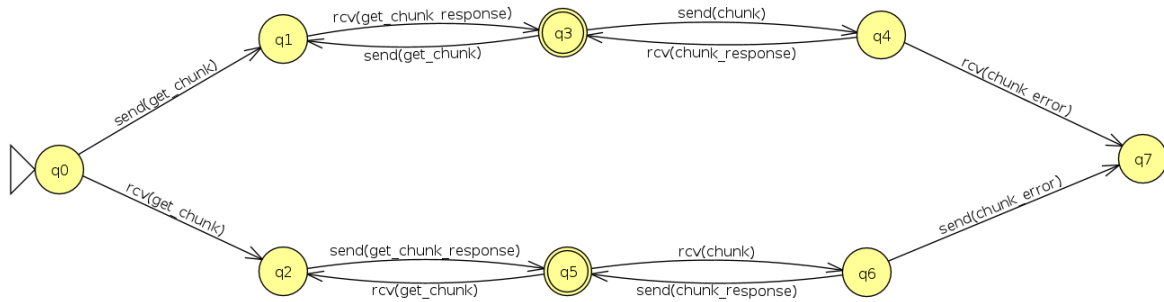 rcv(get_chunk_response)
send(chunk)
q1
q3
q4
send(get_chunk)
rcv(chunk_response)
send(get_chunk)
rcv(chunk_error)
q0
q7
rcv(get_chunk)
send(chunk_error)
send(get_chunk_response)
rcv(chunk)
q2
q5
q6
rcv(get_chunk)
send(chunk_response)